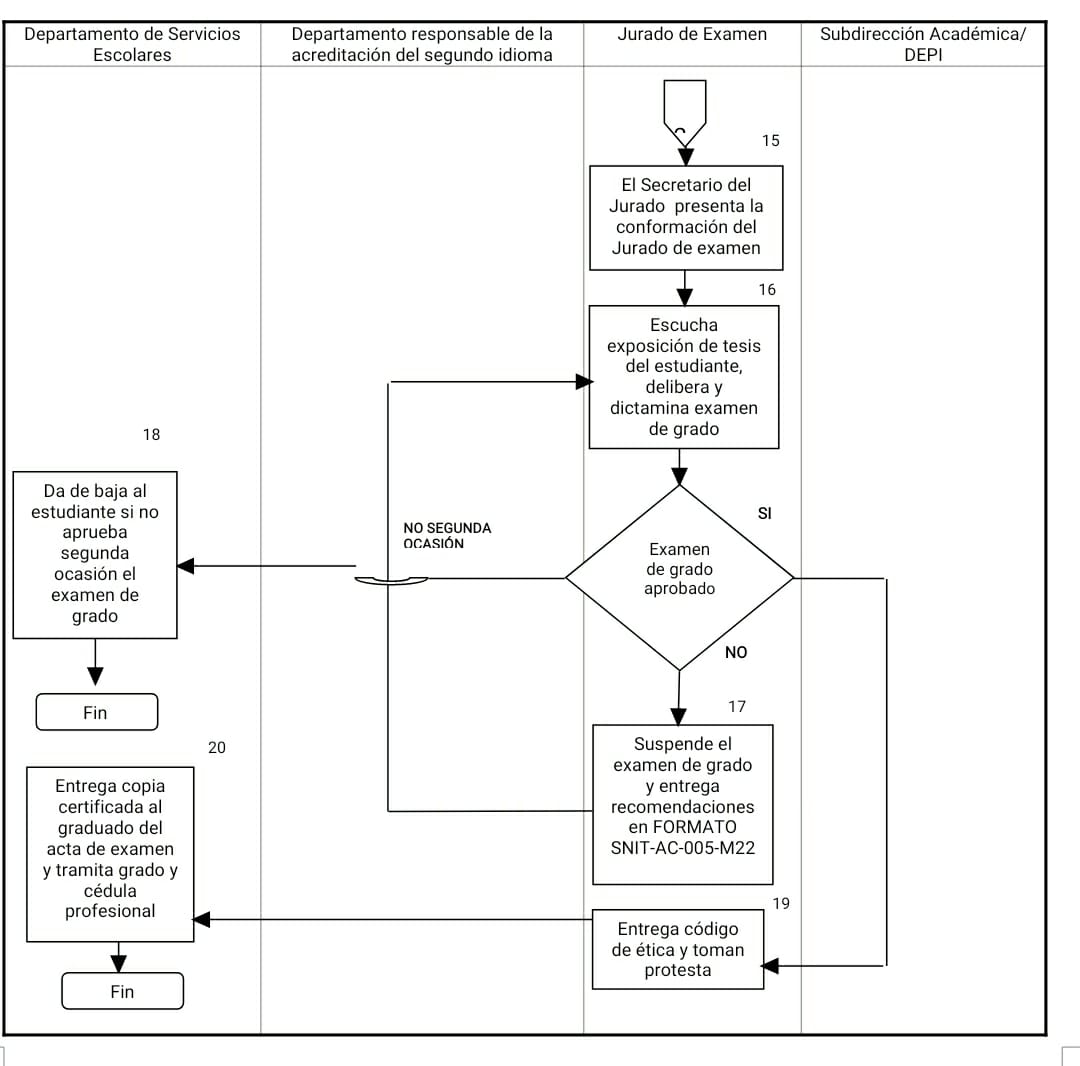 Departamento de Servicios
Escolares
Departamento responsable de la
acreditación del segundo idioma
Jurado de Examen
Subdirección Académica/
DEPI
15
El Secretario del
Jurado presenta la
conformación del
Jurado de examen
16
Escucha
exposición de tesis
del estudiante,
delibera y
dictamina examen
de grado
18
Da de baja al
estudiante si no
aprueba
segunda
ocasión el
examen de
grado
NO SEGUNDA
OCASIÓN
SI
Examen
de grado
aprobado
NO
Fin
17
Suspende el
examen de grado
y entrega
recomendaciones
en FORMATO
SNIT-AC-005-M22
20
Entrega copia
certificada al
graduado del
acta de examen
y tramita grado y
cédula
profesional
19
Entrega código
de ética y toman
protesta
Fin